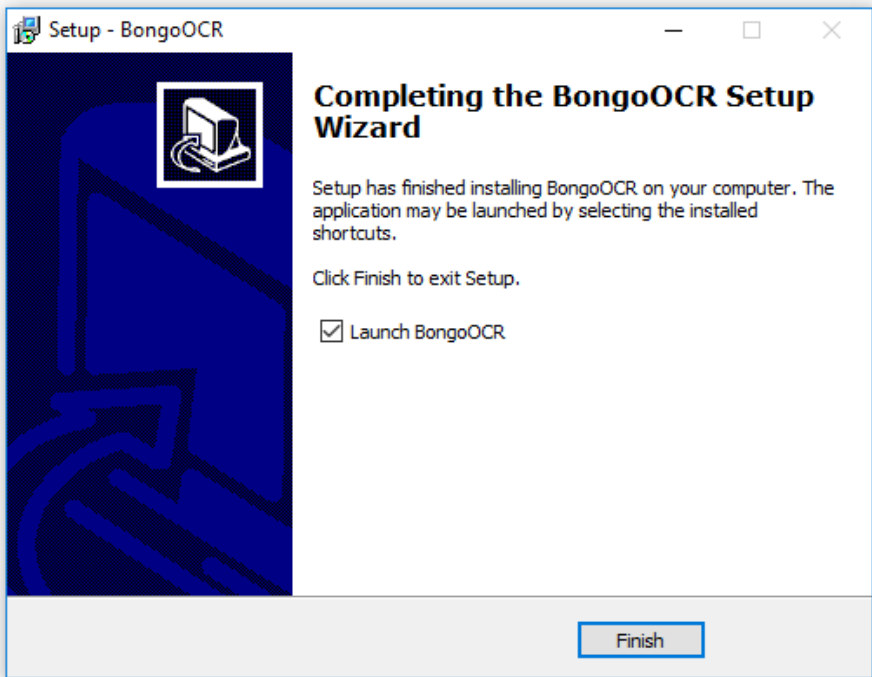 Setup - BongoOCR
Completing the BongoOCR Setup
Wizard
Setup has finished installing BongoOCR on your computer. The
application may be launched by selecting the installed
shortcuts.
Click Finish to exit Setup.
Launch BongoOCR
Finish